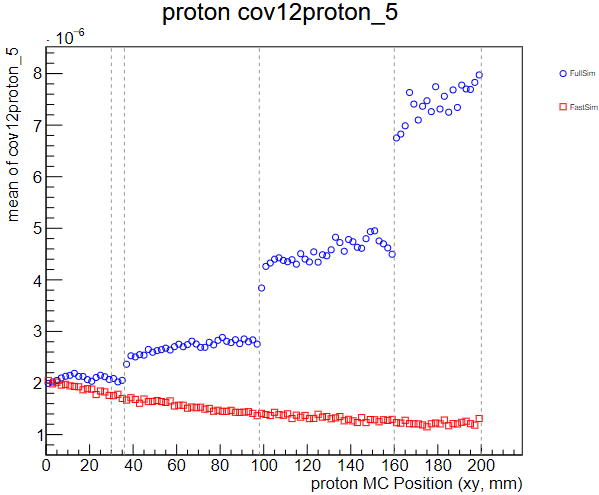 proton cov12proton_5
· 10⁻⁶
mean of cov12proton_5
8
7
6
5
4
3
2
1
0 20 40 60 80 100 120 140 160 180 200
proton MC Position (xy, mm)
FullSim
FastSim